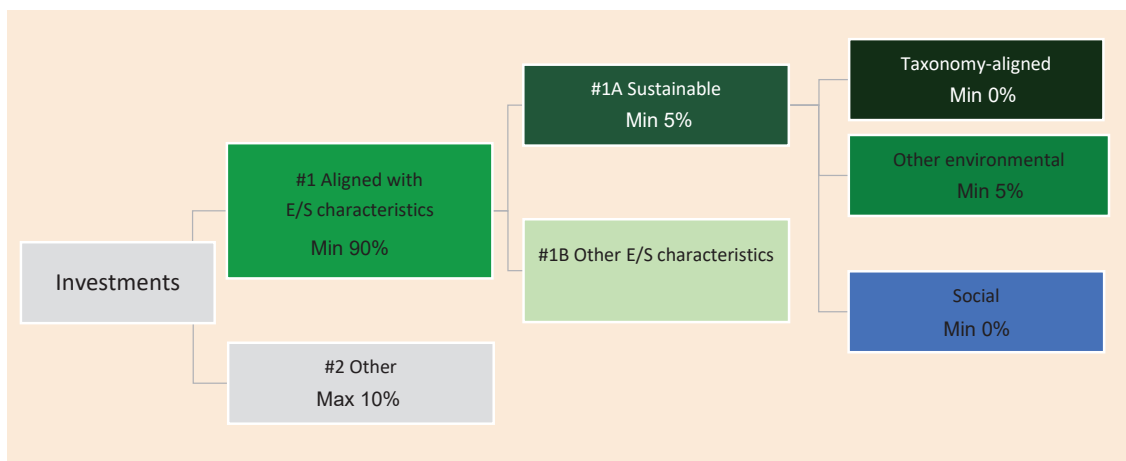 Investments
#1 Aligned with
E/S characteristics
Min 90%
#2 Other
Max 10%
#1A Sustainable
Min 5%
#1B Other E/S characteristics
Taxonomy-aligned
Min 0%
Other environmental
Min 5%
Social
Min 0%